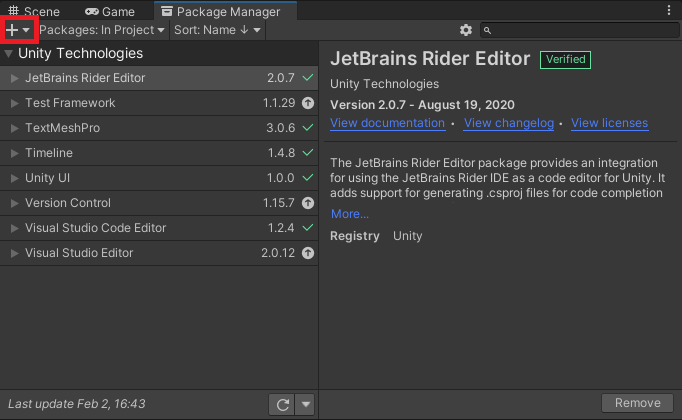 Scene Game Package Manager
Packages: In Project Sort: Name ↓
Unity Technologies
JetBrains Rider Editor 2.0.7
Test Framework 1.1.29
TextMeshPro 3.0.6
Timeline 1.4.8
Unity UI 1.0.0
Version Control 1.15.7
Visual Studio Code Editor 1.2.4
Visual Studio Editor 2.0.12
Last update Feb 2, 16:43
JetBrains Rider Editor Verified
Unity Technologies
Version 2.0.7 - August 19, 2020
View documentation • View changelog • View licenses
The JetBrains Rider Editor package provides an integration
for using the JetBrains Rider IDE as a code editor for Unity. It
adds support for generating .csproj files for code completion
More...
Registry Unity
Remove